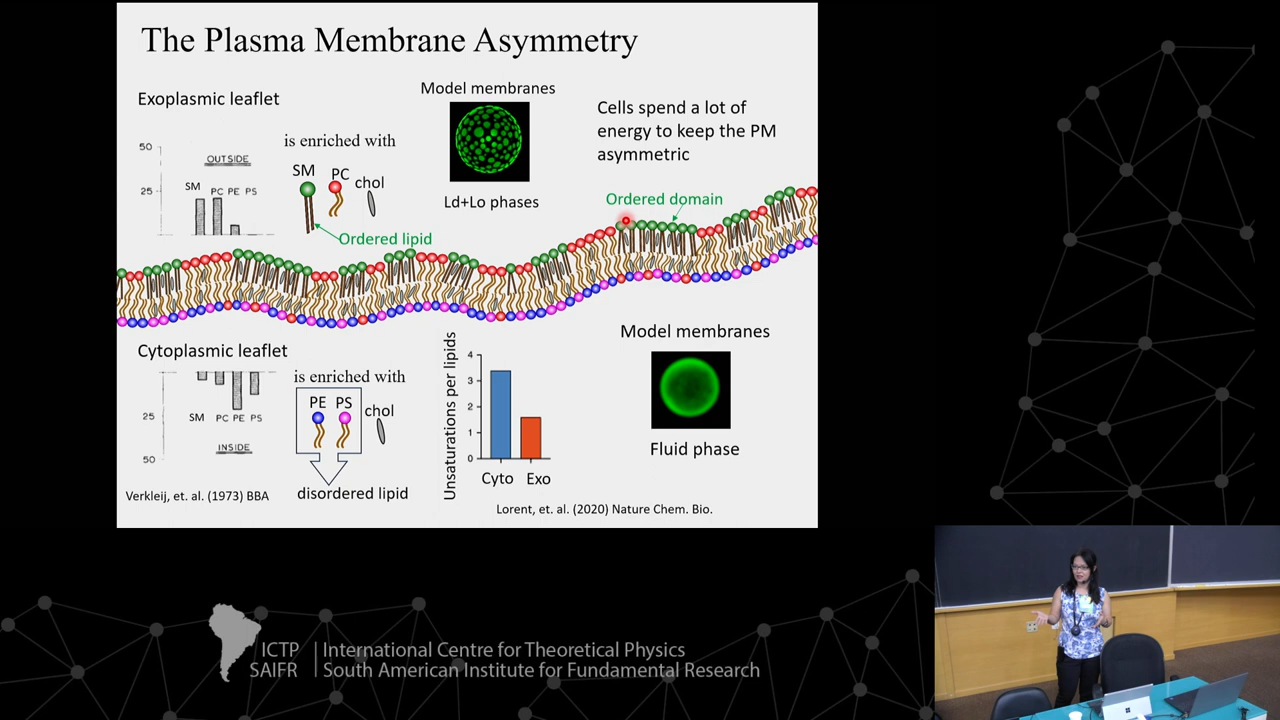 The Plasma Membrane Asymmetry
Exoplasmic leaflet
50
25
OUTSIDE
SM PC PE PS
is enriched with
SM PC chol
Ordered lipid
Model membranes
Ld+Lo phases
Cells spend a lot of
energy to keep the PM
asymmetric
Ordered domain
Cytoplasmic leaflet
25
50
SM PC PE PS
INSIDE
is enriched with
PE PS chol
disordered lipid
Verkleij, et. al. (1973) BBA
Unsaturations per lipids
4
3
2
1
0
Cyto Exo
Model membranes
Fluid phase
Lorent, et. al. (2020) Nature Chem. Bio.
ICTP
SAIFR
International Centre for Theoretical Physics
South American Institute for Fundamental Research